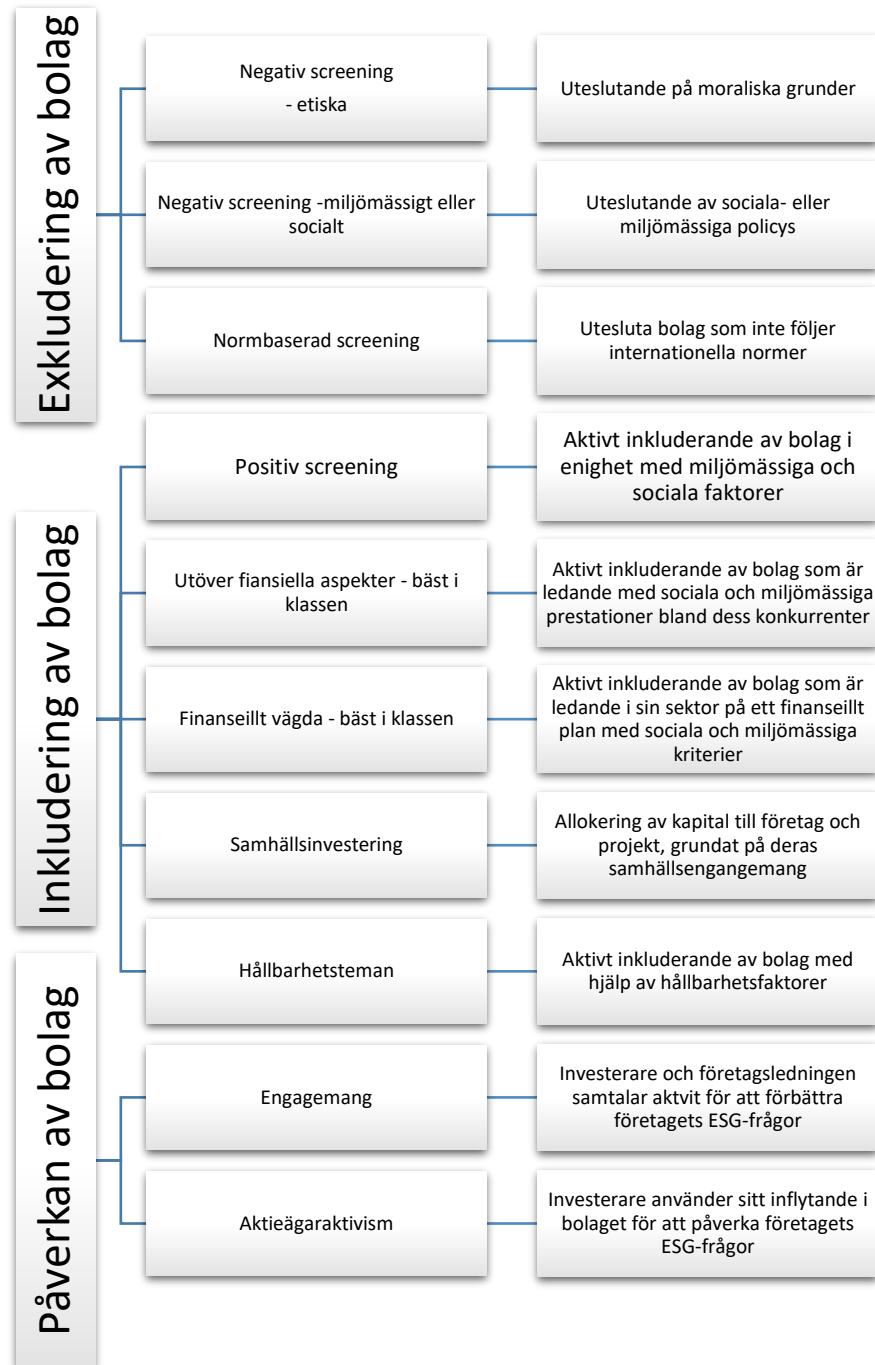 Exkludering av bolag
Negativ screening
- etiska
Uteslutande på moraliska grunder
Negativ screening -miljömässigt eller
socialt
Uteslutande av sociala- eller
miljömässiga policys
Normbaserad screening
Utesluta bolag som inte följer
internationella normer
Inkludering av bolag
Positiv screening
Aktivt inkluderande av bolag i
enighet med miljömässiga och
sociala faktorer
Utöver fiansiella aspekter - bäst i
klassen
Aktivt inkluderande av bolag som är
ledande med sociala och miljömässiga
prestationer bland dess konkurrenter
Finanseillt vägda - bäst i klassen
Aktivt inkluderande av bolag som är
ledande i sin sektor på ett finanseillt
plan med sociala och miljömässiga
kriterier
Samhällsinvestering
Allokering av kapital till företag och
projekt, grundat på deras
samhällsengangemang
Hållbarhetsteman
Aktivt inkluderande av bolag med
hjälp av hållbarhetsfaktorer
Påverkan av bolag
Engagemang
Investerare och företagsledningen
samtalar aktvit för att förbättra
företagets ESG-frågor
Aktieägaraktivism
Investerare använder sitt inflytande i
bolaget för att påverka företagets
ESG-frågor